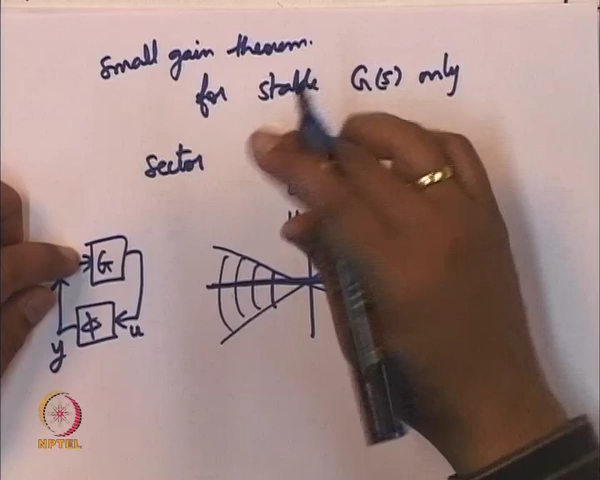 Small gain theorem.
for stable G(s) only
Sector
G
ϕ
u
y
NPTEL